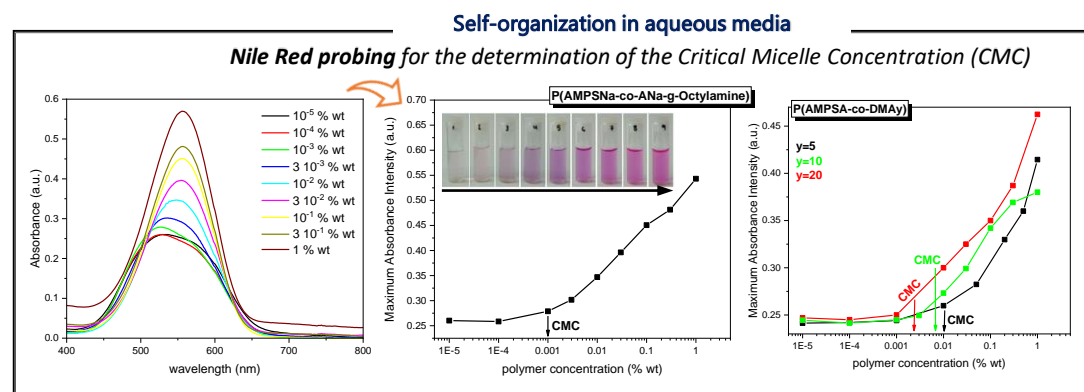 Self-organization in aqueous media
Nile Red probing for the determination of the Critical Micelle Concentration (CMC)
0.6
0.5
0.4
0.3
0.2
0.1
0.0
400
500
600
700
800
Absorbance (a.u.)
wavelength (nm)
10⁻⁵ % wt
10⁻⁴ % wt
10⁻³ % wt
3 10⁻³ % wt
10⁻² % wt
3 10⁻² % wt
10⁻¹ % wt
3 10⁻¹ % wt
1 % wt
P(AMPSNa-co-ANa-g-Octylamine)
0.70
0.65
0.60
0.55
0.50
0.45
0.40
0.35
0.30
0.25
Maximum Absorbance Intensity (a.u.)
CMC
1E-5
1E-4
0.001
0.01
0.1
1
polymer concentration (% wt)
P(AMPSA-co-DMAy)
y=5
y=10
y=20
0.45
0.40
0.35
0.30
0.25
Maximum Absorbance Intensity (a.u.)
CMC
CMC
CMC
1E-5
1E-4
0.001
0.01
0.1
1
polymer concentration (% wt)